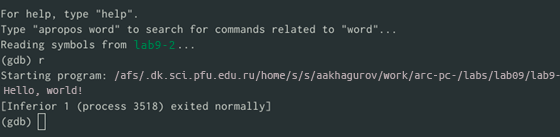 For help, type "help".
Type "apropos word" to search for commands related to "word"...
Reading symbols from lab9-2...
(gdb) r
Starting program: /afs/.dk.sci.pfu.edu.ru/home/s/s/aakhagurov/work/arc-pc-/labs/lab09/lab9-
Hello, world!
[Inferior 1 (process 3518) exited normally]
(gdb)